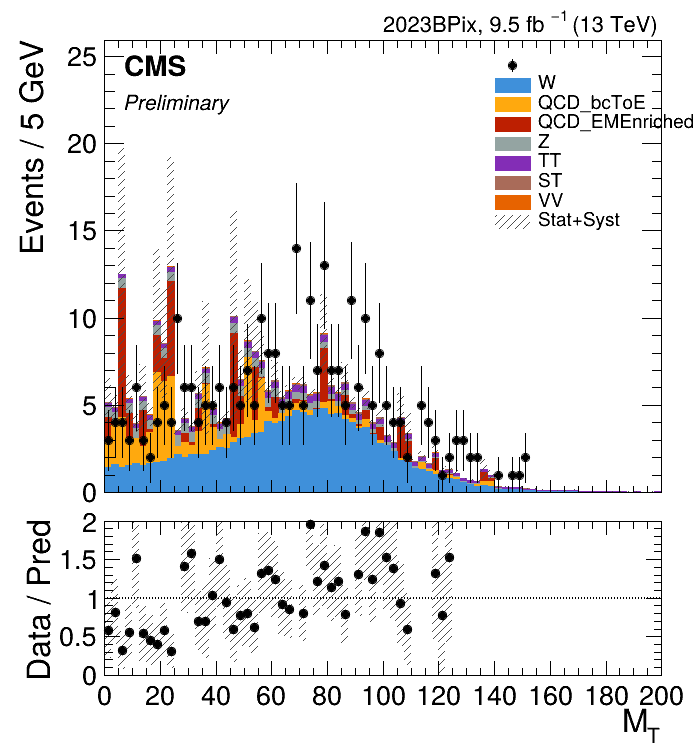 2023BPix, 9.5 fb⁻¹ (13 TeV)
CMS
Preliminary
W
QCD_bcToE
QCD_EMEnriched
Z
TT
ST
VV
Stat+Syst
Events / 5 GeV
25
20
15
10
5
0
Data / Pred
2
1.5
1
0.5
0
0 20 40 60 80 100 120 140 160 180 200
M_T